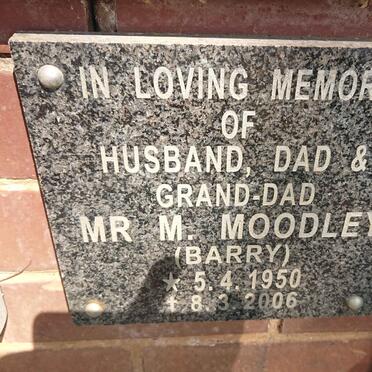 IN LOVING MEMOR
OF
HUSBAND, DAD &
GRAND-DAD
MR M. MOODLEY
(BARRY)
★ 5.4.1950
✝ 8.3.2006